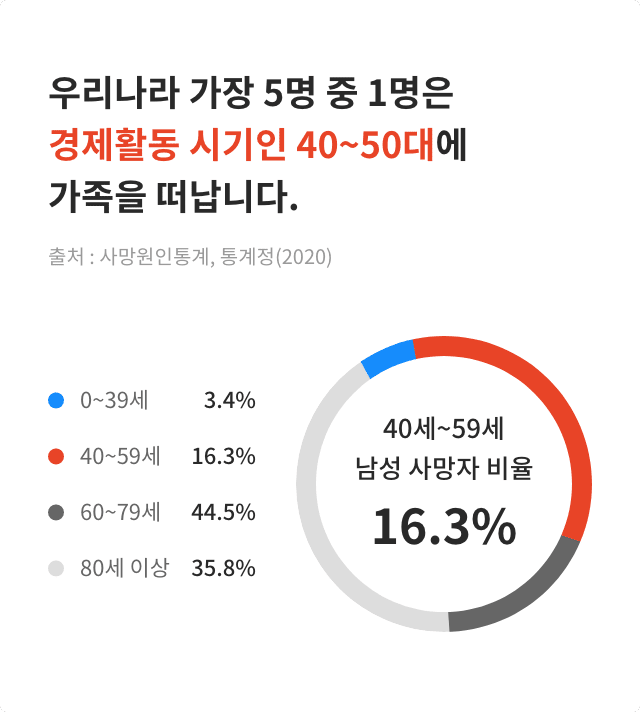 우리나라 가장 5명 중 1명은
경제활동 시기인 40~50대에
가족을 떠납니다.
출처 : 사망원인통계, 통계정(2020)
0~39세 3.4%
40~59세 16.3%
60~79세 44.5%
80세 이상 35.8%
40세~59세
남성 사망자 비율
16.3%